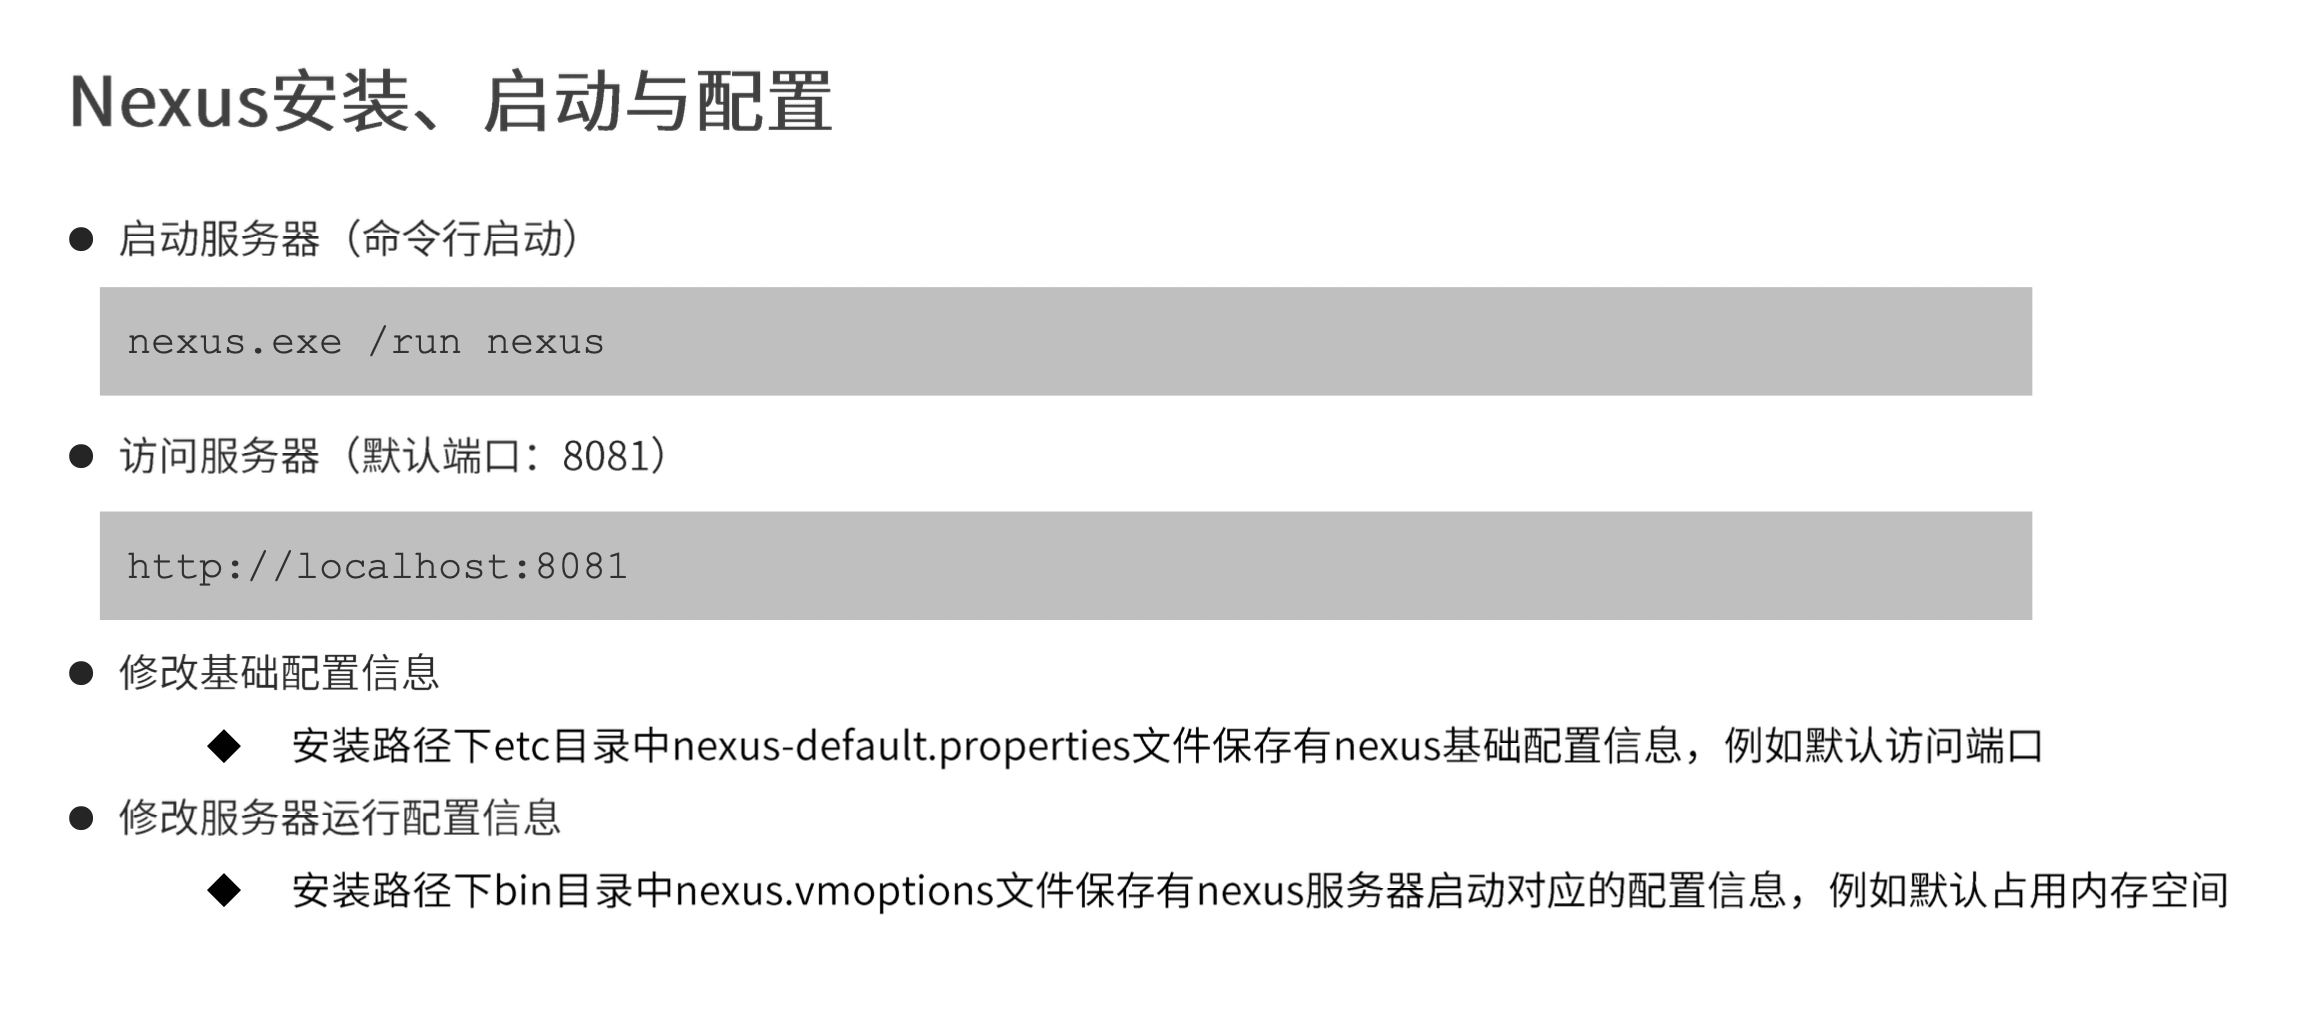 Nexus安装、启动与配置
启动服务器（命令行启动）
nexus.exe /run nexus
访问服务器（默认端口：8081）
http://localhost:8081
修改基础配置信息
安装路径下etc目录中nexus-default.properties文件保存有nexus基础配置信息，例如默认访问端口
修改服务器运行配置信息
安装路径下bin目录中nexus.vmoptions文件保存有nexus服务器启动对应的配置信息，例如默认占用内存空间